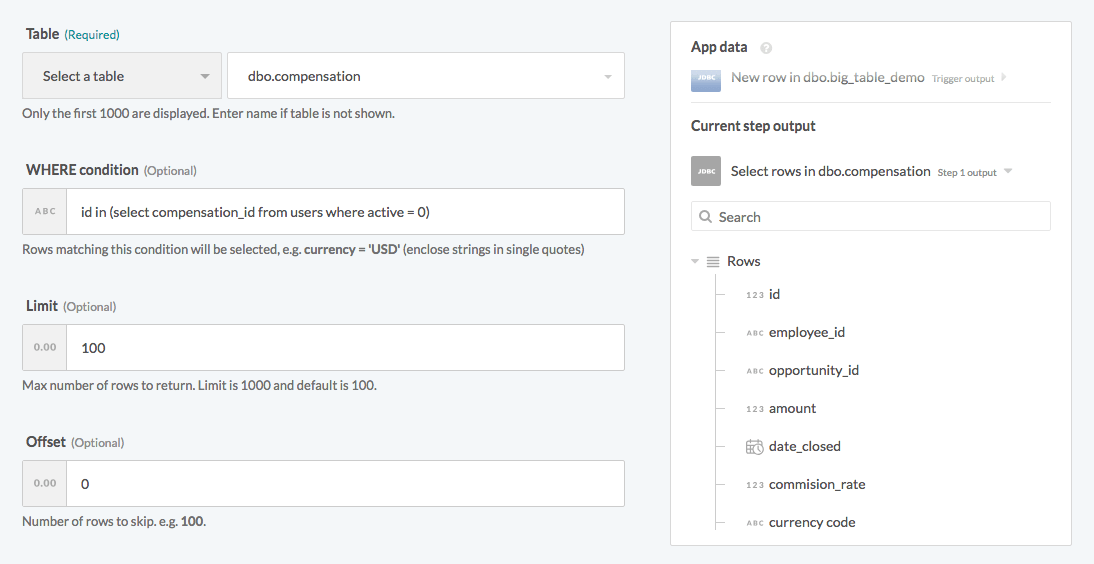 Table (Required)
Select a table
dbo.compensation
Only the first 1000 are displayed. Enter name if table is not shown.
WHERE condition (Optional)
ABC
id in (select compensation_id from users where active = 0)
Rows matching this condition will be selected, e.g. currency = 'USD' (enclose strings in single quotes)
Limit (Optional)
0.00
100
Max number of rows to return. Limit is 1000 and default is 100.
Offset (Optional)
0.00
0
Number of rows to skip. e.g. 100.
App data ?
JDBC
New row in dbo.big_table_demo Trigger output
Current step output
JDBC
Select rows in dbo.compensation Step 1 output
Search
Rows
123 id
ABC employee_id
ABC opportunity_id
123 amount
date_closed
123 commision_rate
ABC currency code